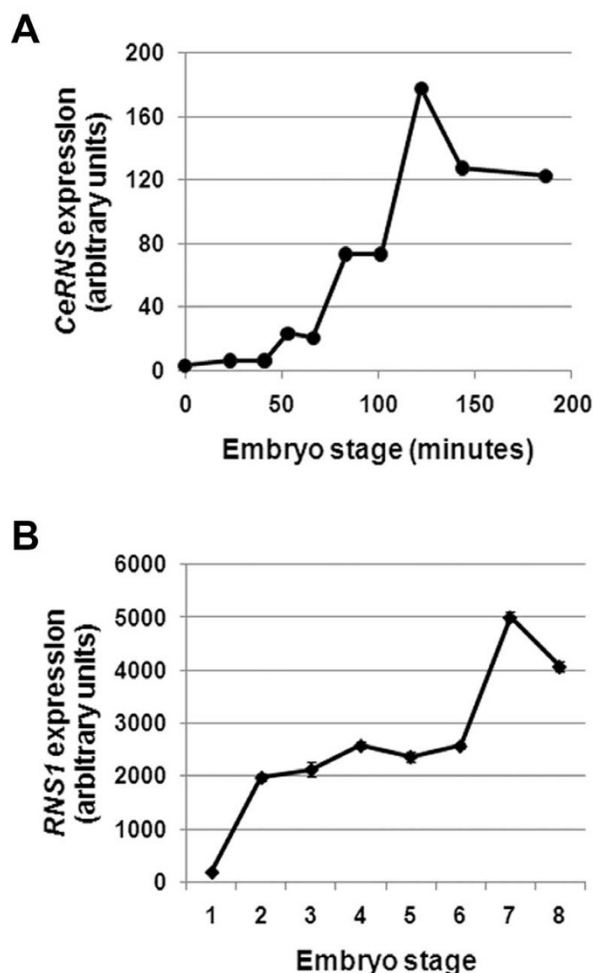 A
CeRNS expression
(arbitrary units)
200
160
120
80
40
0
0 50 100 150 200
Embryo stage (minutes)
B
RNS1 expression
(arbitrary units)
6000
5000
4000
3000
2000
1000
0
1 2 3 4 5 6 7 8
Embryo stage